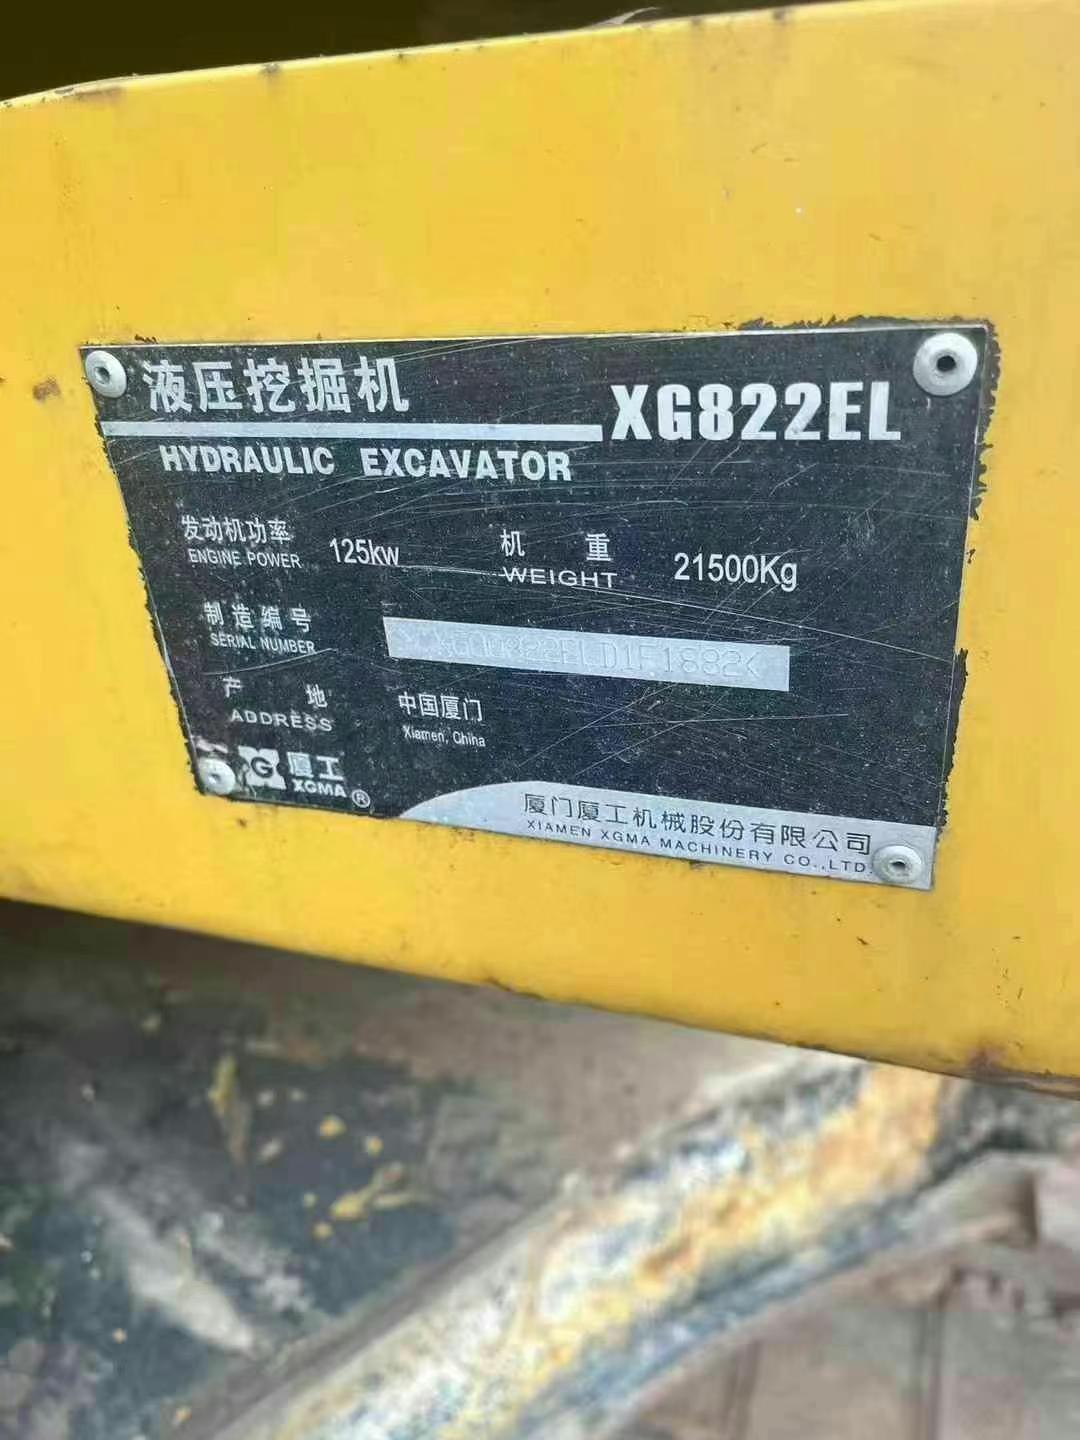 液压挖掘机
XG822EL
HYDRAULIC EXCAVATOR
发动机功率 125kw 机 重 21500Kg
ENGINE POWER WEIGHT
制造编号
SERIAL NUMBER
产 地 中国厦门
ADDRESS Xiamen, China
厦工
XGMA ®
厦门厦工机械股份有限公司
XIAMEN XGMA MACHINERY CO.,LTD.